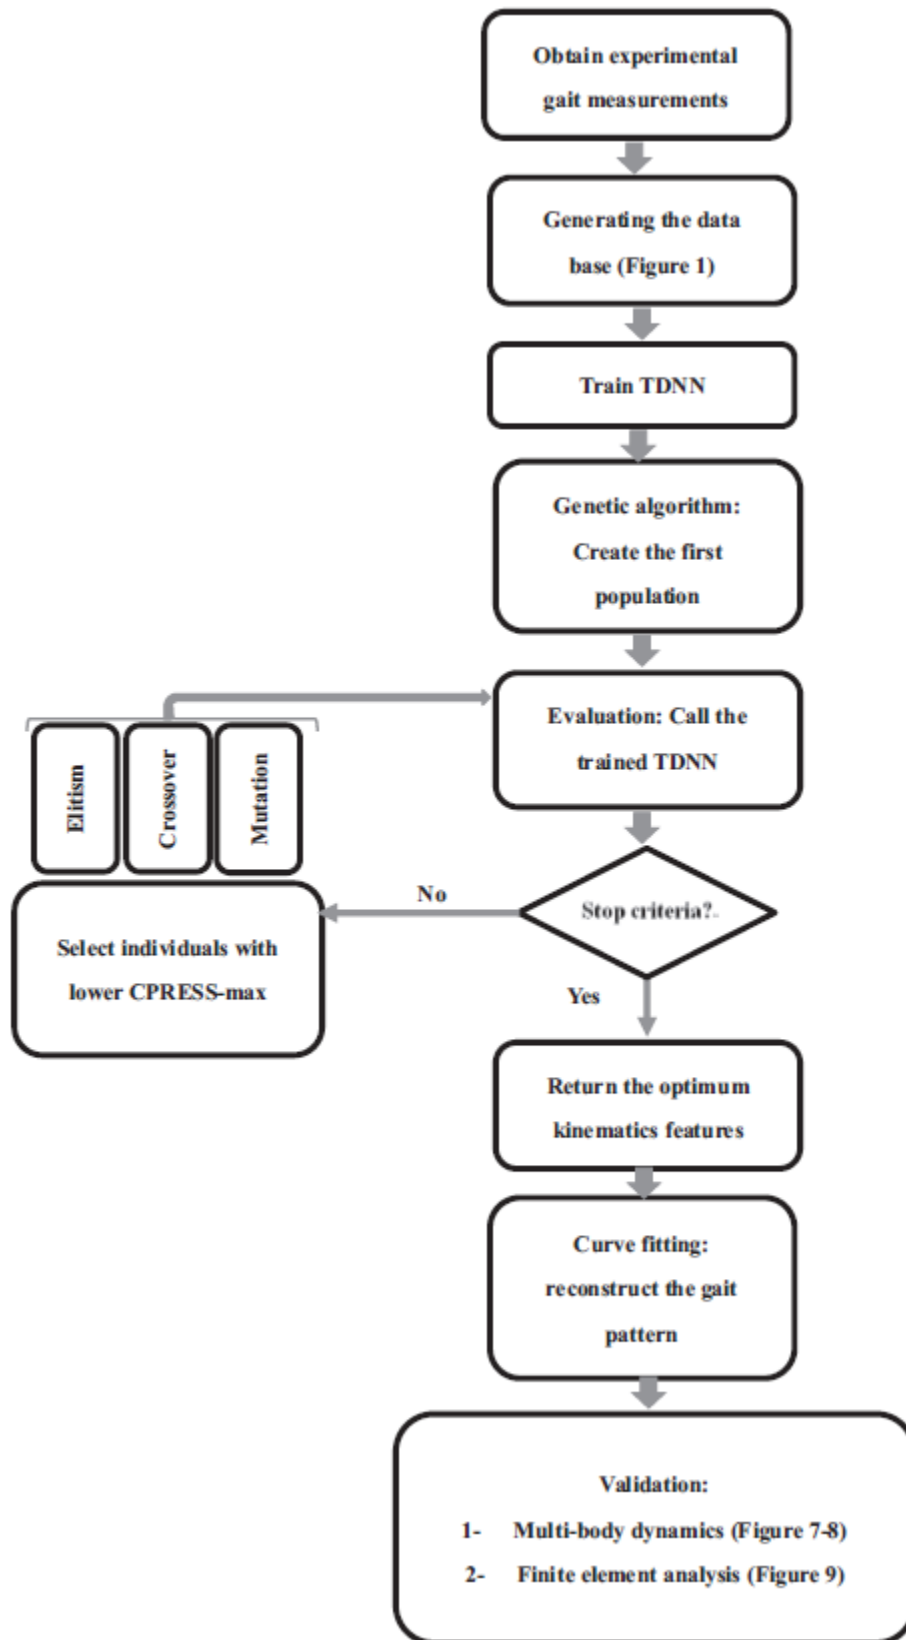 Obtain experimental
gait measurements
Generating the data
base (Figure 1)
Train TDNN
Genetic algorithm:
Create the first
population
Evaluation: Call the
trained TDNN
Elitism
Crossover
Mutation
Stop criteria?
No
Select individuals with
lower CPRESS-max
Yes
Return the optimum
kinematics features
Curve fitting:
reconstruct the gait
pattern
Validation:
1- Multi-body dynamics (Figure 7-8)
2- Finite element analysis (Figure 9)